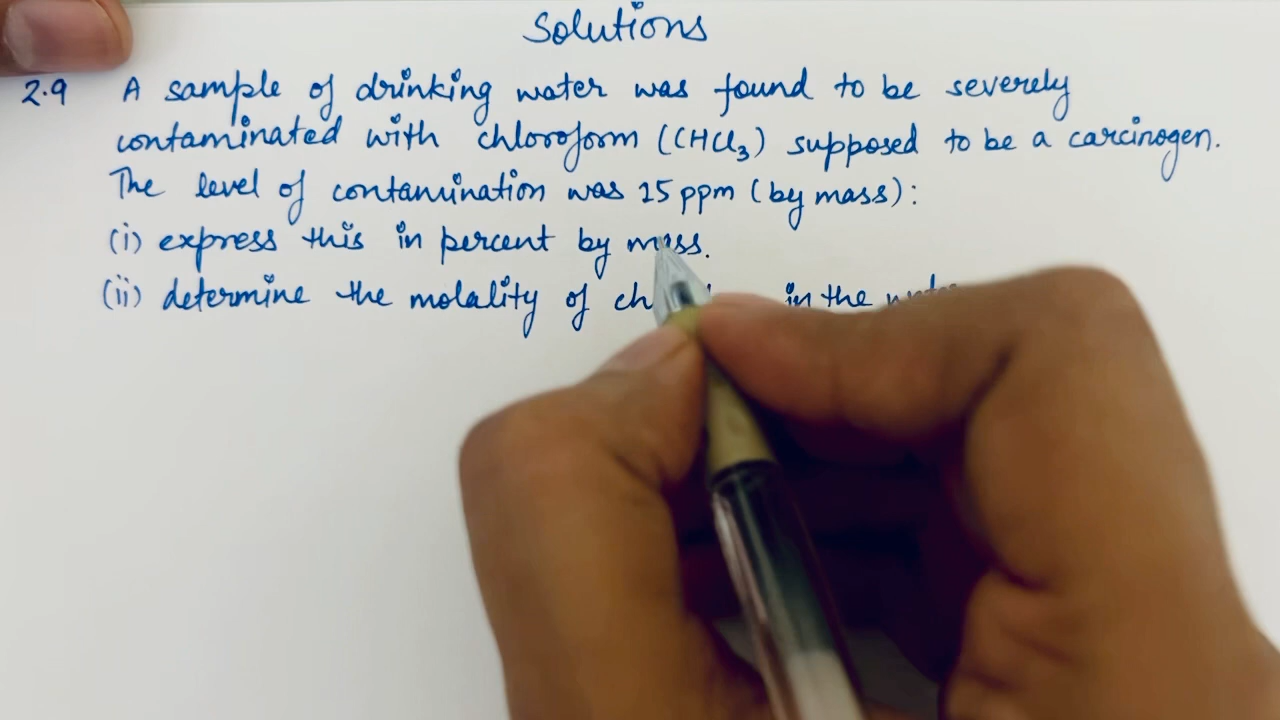 Solutions
2.9 A sample of drinking water was found to be severely
contaminated with chloroform (CHCl₃) supposed to be a carcinogen.
The level of contamination was 15 ppm (by mass):
(i) express this in percent by mass.
(ii) determine the molality of in the